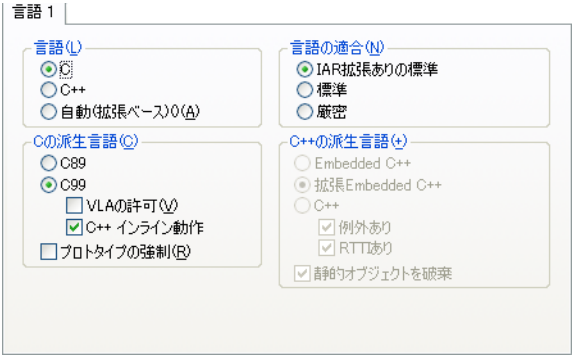 言語 1
言語(L)
C
C++
自動(拡張ベース)0(A)
言語の適合(N)
IAR拡張ありの標準
標準
厳密
Cの派生言語(C)
C89
C99
VLAの許可(V)
C++ インライン動作
プロトタイプの強制(R)
C++の派生言語(+)
Embedded C++
拡張Embedded C++
C++
例外あり
RTTIあり
静的オブジェクトを破棄